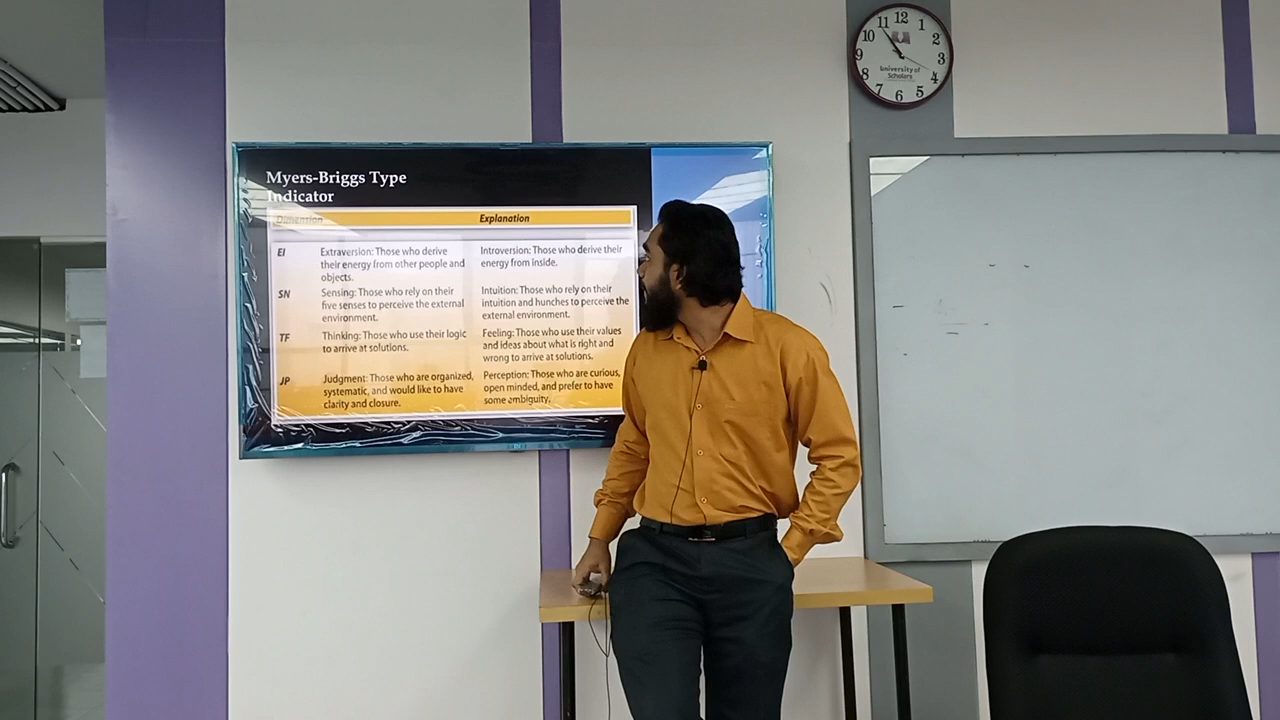 Myers-Briggs Type
Indicator
Dimension Explanation
EI Extraversion: Those who derive
their energy from other people and
objects.
Introversion: Those who derive their
energy from inside.
SN Sensing: Those who rely on their
five senses to perceive the external
environment.
Intuition: Those who rely on their
intuition and hunches to perceive the
external environment.
TF Thinking: Those who use their logic
to arrive at solutions.
Feeling: Those who use their values
and ideas about what is right and
wrong to arrive at solutions.
JP Judgment: Those who are organized,
systematic, and would like to have
clarity and closure.
Perception: Those who are curious,
open minded, and prefer to have
some ambiguity.
12
1
2
3
4
5
6
7
8
9
10
11
University of
Scholars